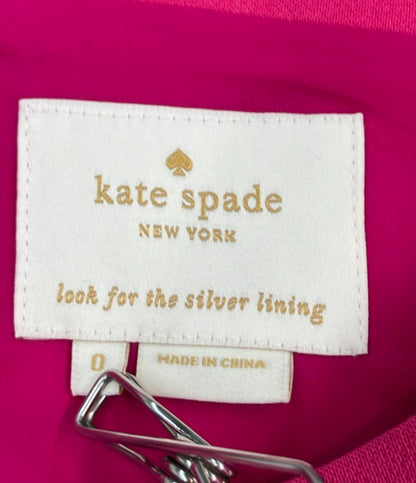 kate spade
NEW YORK
look for the silver lining
0
MADE IN CHINA